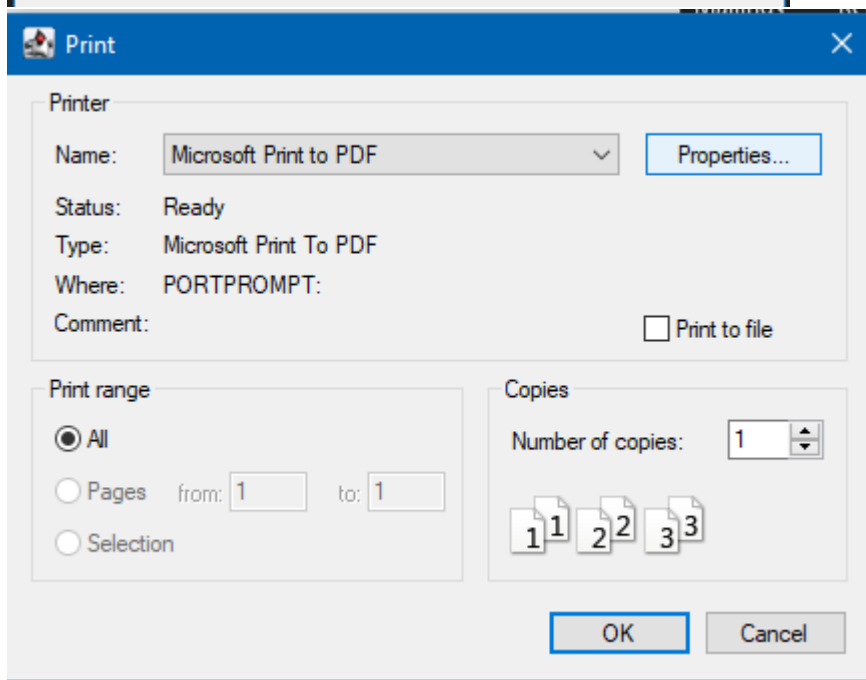 Print
Printer
Name: Microsoft Print to PDF Properties...
Status: Ready
Type: Microsoft Print To PDF
Where: PORTPROMPT:
Comment:
Print to file
Print range
All
Pages from: 1 to: 1
Selection
Copies
Number of copies: 1
1 1 2 2 3 3
OK Cancel